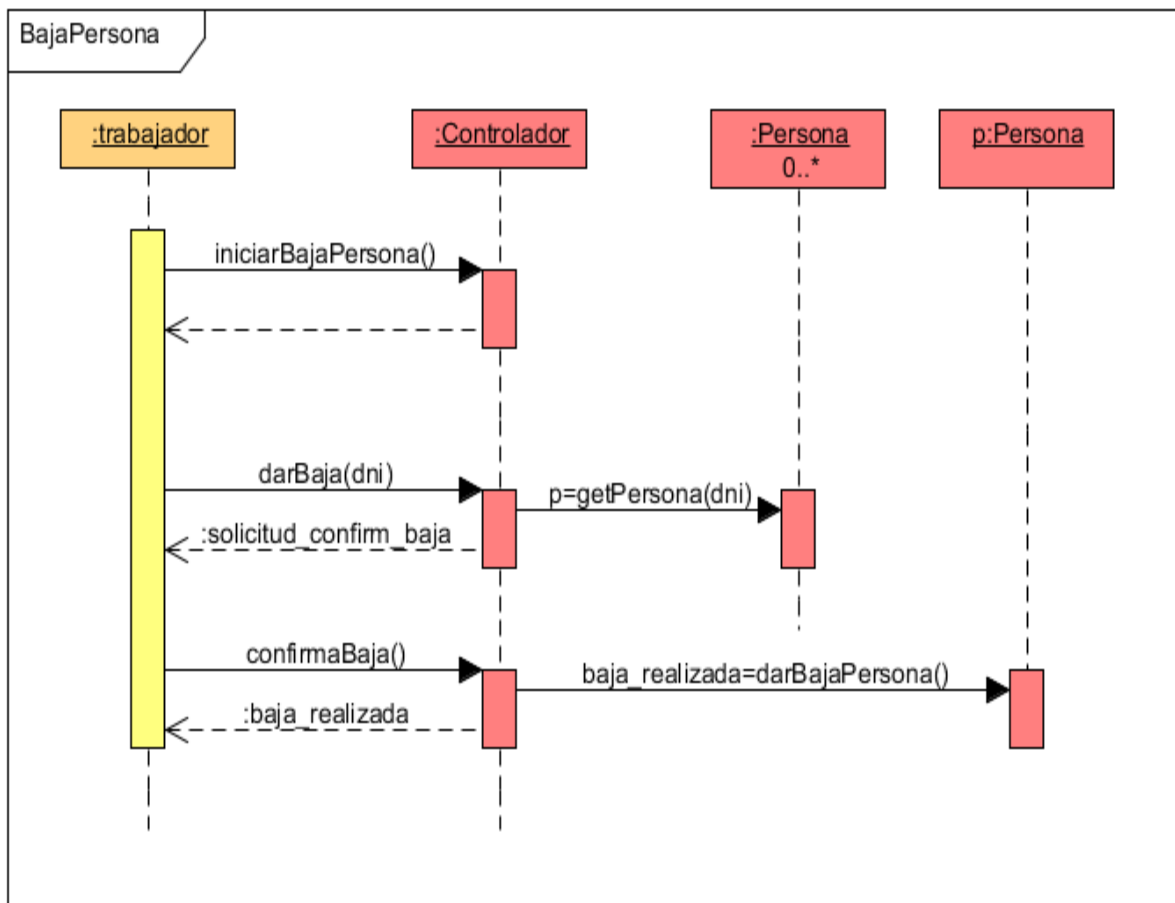 BajaPersona
:trabajador
:Controlador
:Persona
0..*
p:Persona
iniciarBajaPersona()
darBaja(dni)
p=getPersona(dni)
:solicitud_confirm_baja
confirmaBaja()
baja_realizada=darBajaPersona()
:baja_realizada